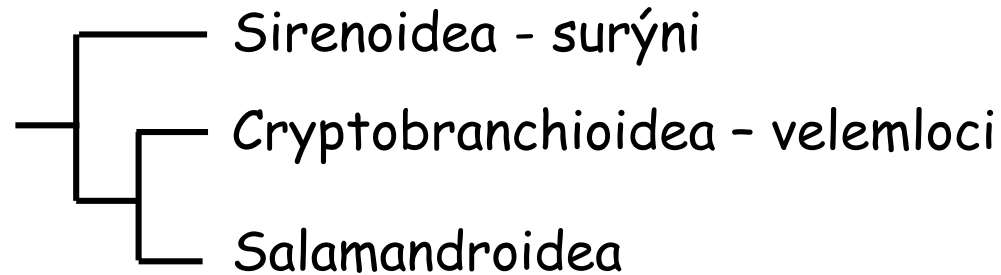 Sirenoidea - surýni
Cryptobranchioidea – velemloci
Salamandroidea